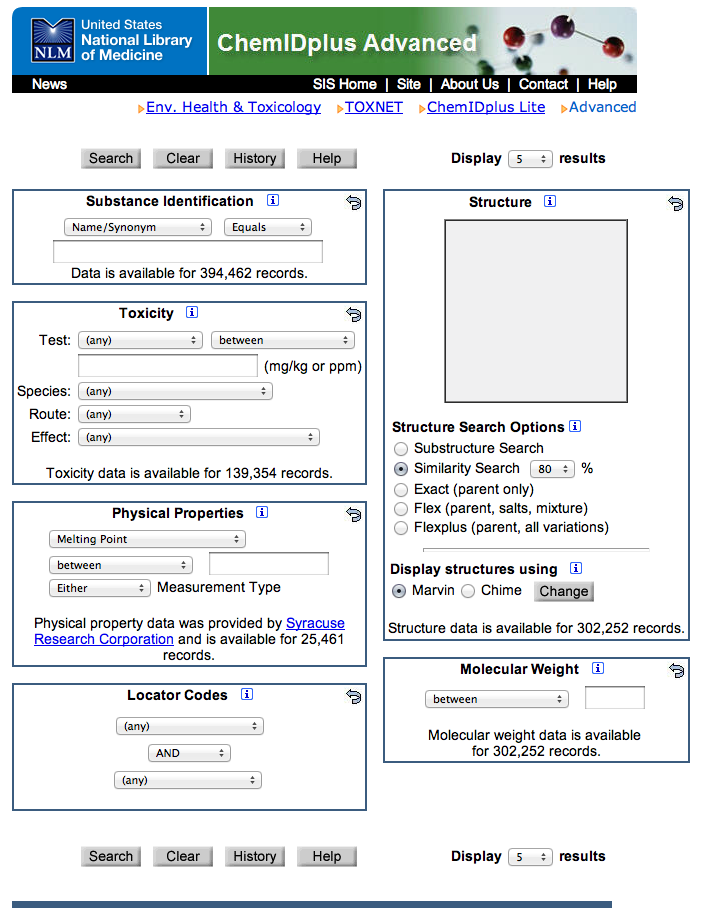 United States
National Library
of Medicine
NLM
ChemIDplus Advanced
News
SIS Home | Site | About Us | Contact | Help
Env. Health & Toxicology TOXNET ChemIDplus Lite Advanced
Search Clear History Help
Display 5 results
Substance Identification i
Name/Synonym Equals
Data is available for 394,462 records.
Toxicity i
Test: (any) between
(mg/kg or ppm)
Species: (any)
Route: (any)
Effect: (any)
Toxicity data is available for 139,354 records.
Physical Properties i
Melting Point
between
Either Measurement Type
Physical property data was provided by Syracuse
Research Corporation and is available for 25,461
records.
Locator Codes i
(any)
AND
(any)
Structure i
Structure Search Options i
Substructure Search
Similarity Search 80 %
Exact (parent only)
Flex (parent, salts, mixture)
Flexplus (parent, all variations)
Display structures using i
Marvin Chime Change
Structure data is available for 302,252 records.
Molecular Weight i
between
Molecular weight data is available
for 302,252 records.
Search Clear History Help
Display 5 results